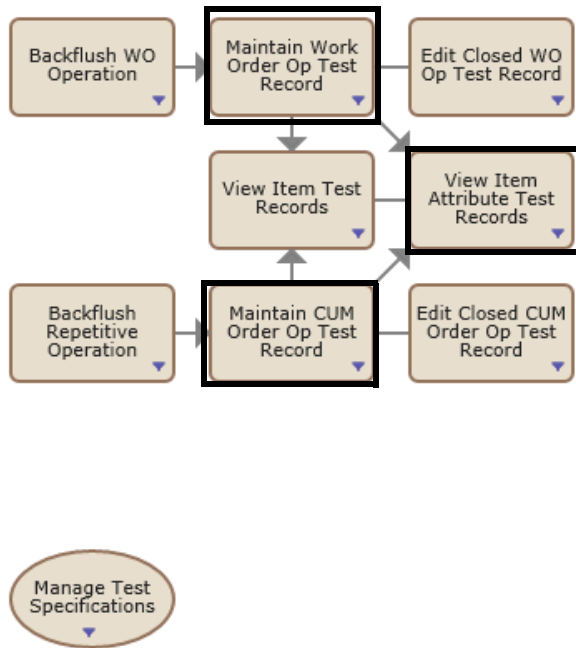 Backflush WO
Operation
Maintain Work
Order Op Test
Record
Edit Closed WO
Op Test Record
View Item Test
Records
View Item
Attribute Test
Records
Backflush
Repetitive
Operation
Maintain CUM
Order Op Test
Record
Edit Closed CUM
Order Op Test
Record
Manage Test
Specifications